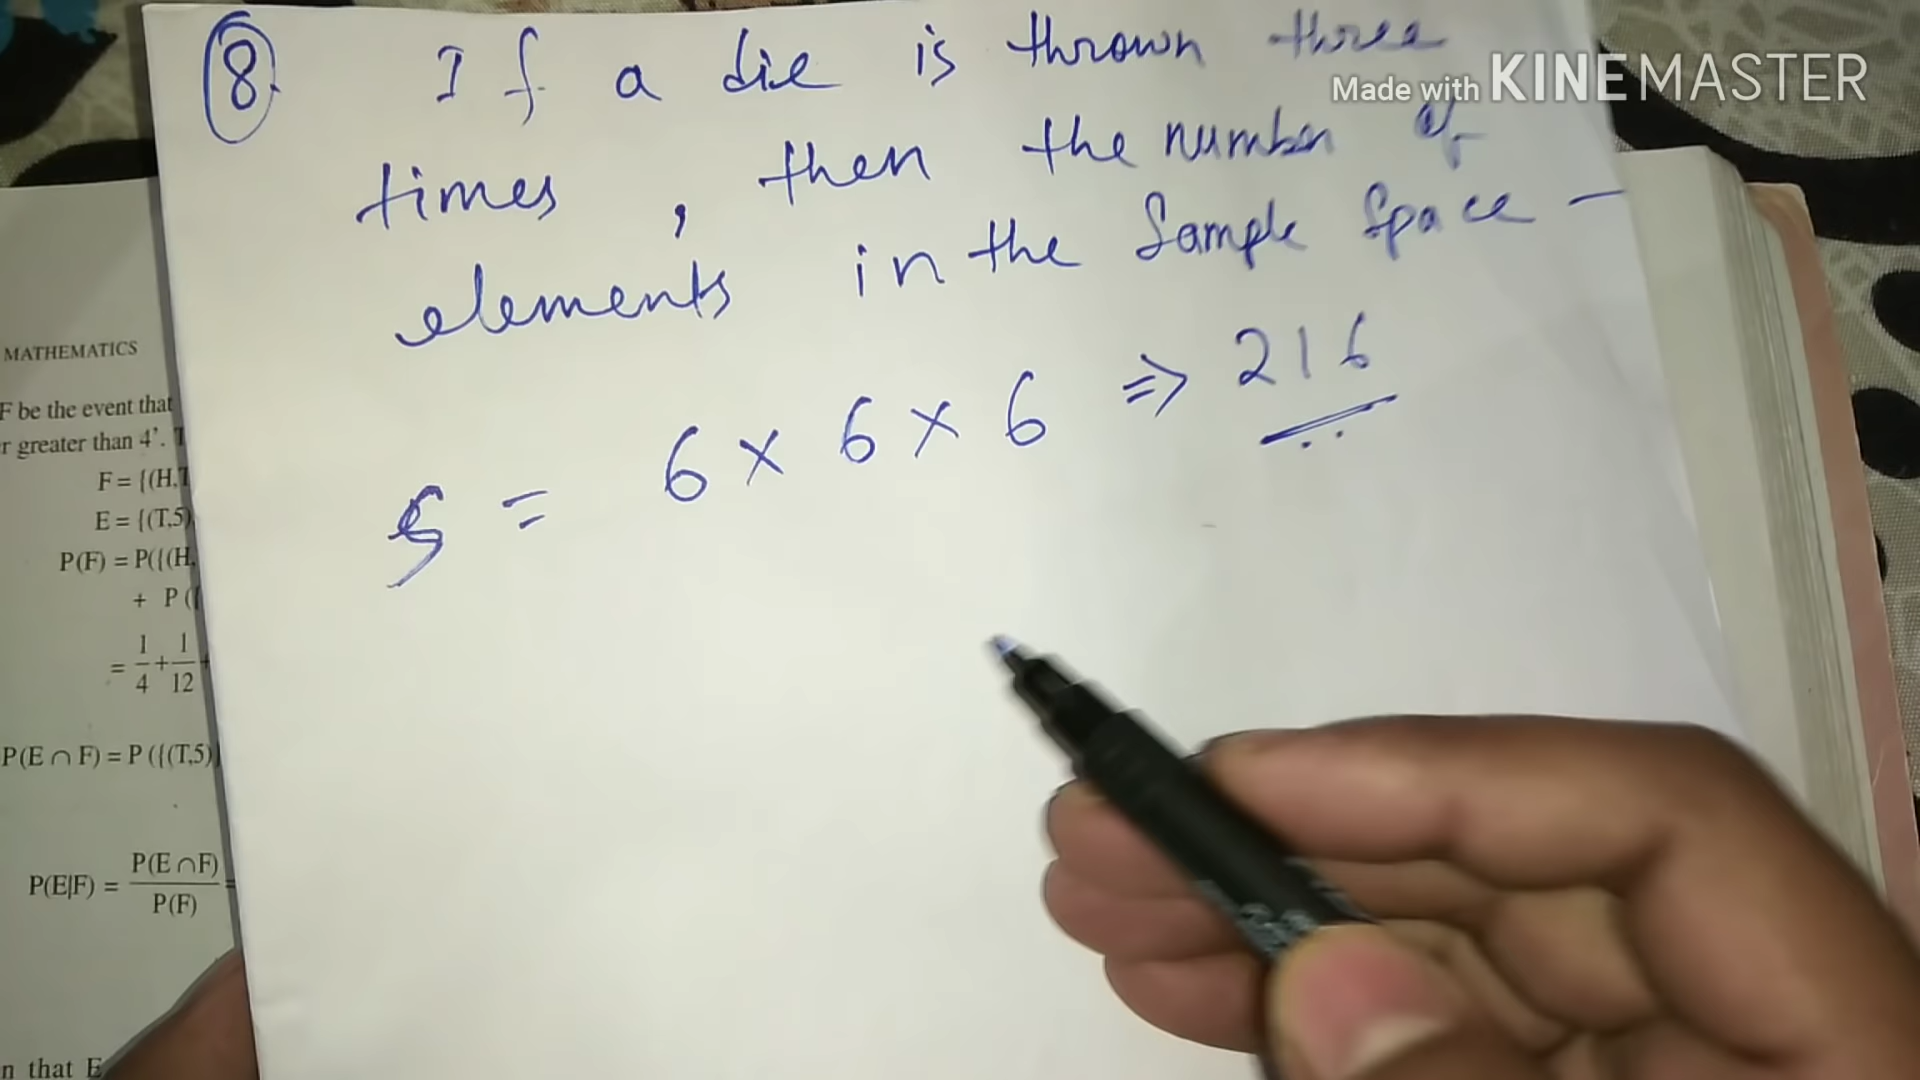 8. If a die is thrown three
times, then the number of
elements in the Sample Space —
S = 6 × 6 × 6 ⇒ 216
Made with KINEMASTER
MATHEMATICS
F be the event that
r greater than 4'.
F = {(H,
E = {(T,5)
P(F) = P({(H,
+ P(
= 1/4 + 1/12 +
P(E ∩ F) = P ({(T,5)
P(E|F) = P(E ∩ F) / P(F) =
n that E